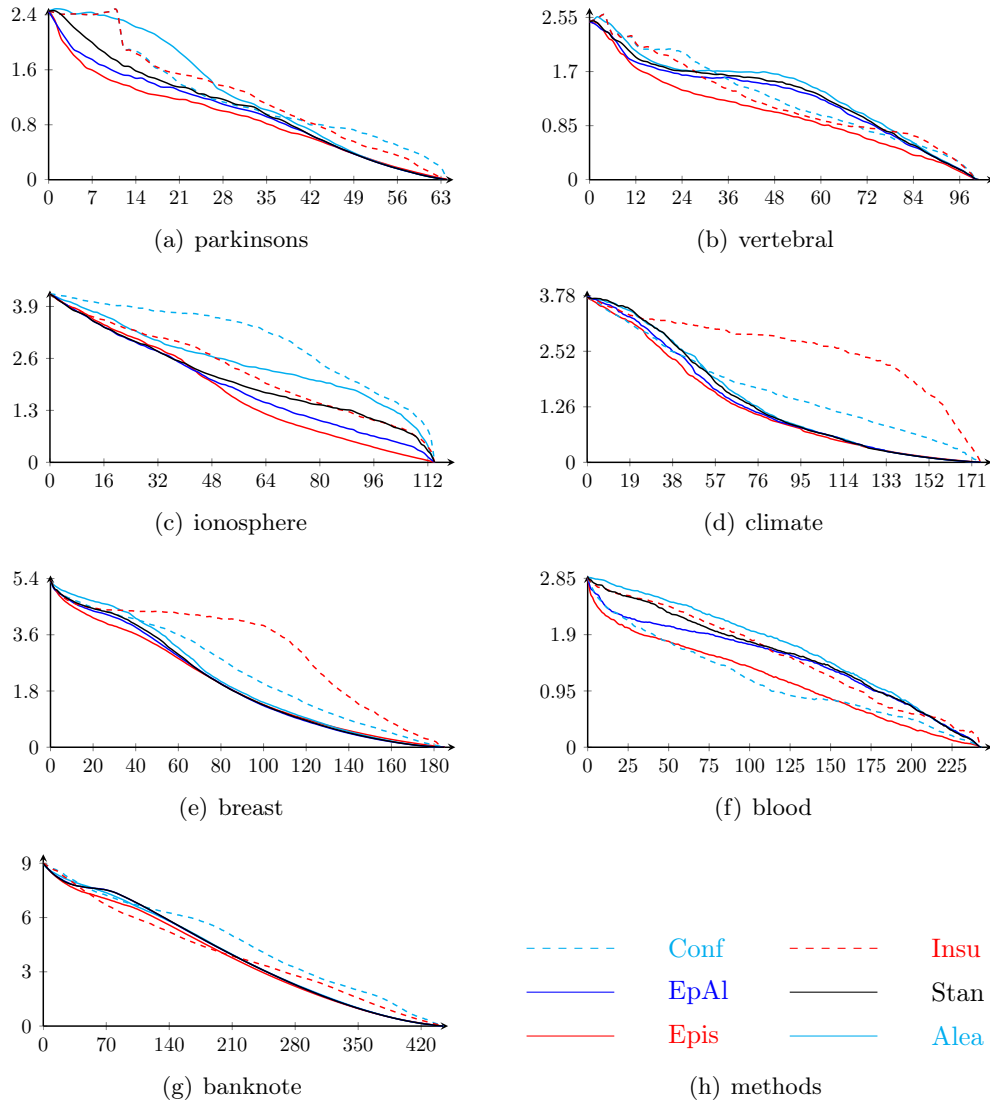 2.4
1.6
0.8
0
0 7 14 21 28 35 42 49 56 63
(a) parkinsons
2.55
1.7
0.85
0
0 12 24 36 48 60 72 84 96
(b) vertebral
3.9
2.6
1.3
0
0 16 32 48 64 80 96 112
(c) ionosphere
3.78
2.52
1.26
0
0 19 38 57 76 95 114 133 152 171
(d) climate
5.4
3.6
1.8
0
0 20 40 60 80 100 120 140 160 180
(e) breast
2.85
1.9
0.95
0
0 25 50 75 100 125 150 175 200 225
(f) blood
9
6
3
0
0 70 140 210 280 350 420
(g) banknote
Conf Insu
EpAl Stan
Epis Alea
(h) methods